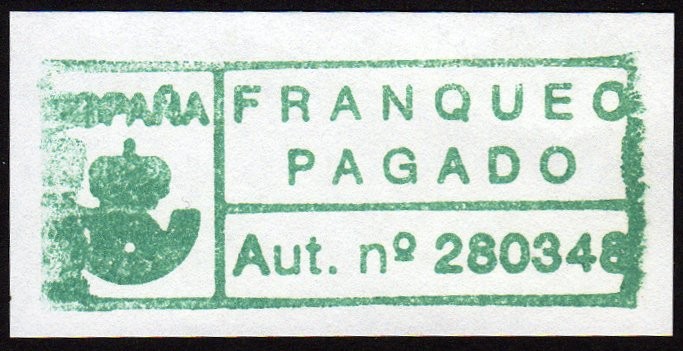 ESPAÑA
FRANQUEO
PAGADO
Aut. nº 280348